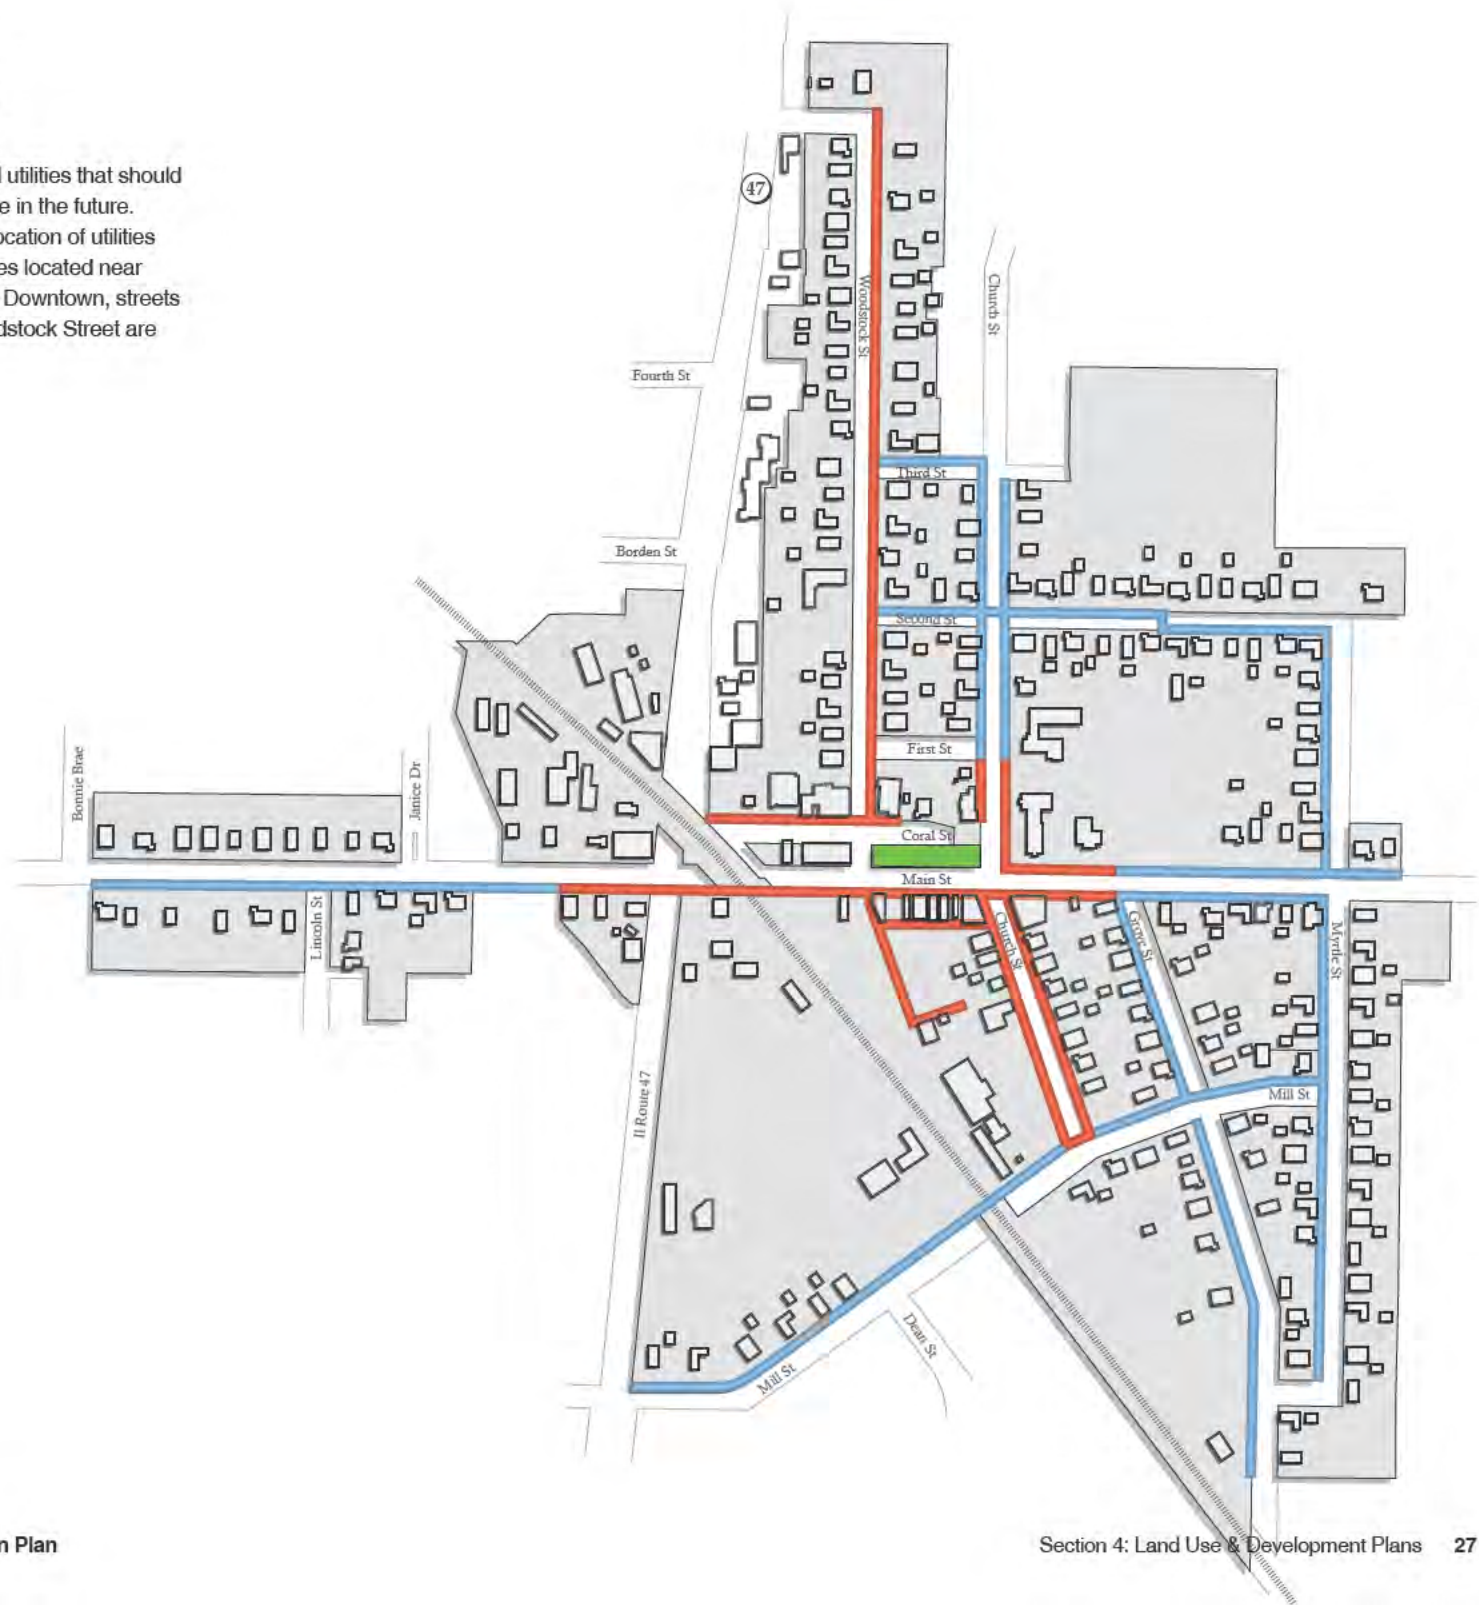 l utilities that should
e in the future.
ocation of utilities
es located near
Downtown, streets
dstock Street are
47
Woodstock St
Church St
Fourth St
Third St
Borden St
Second St
First St
Bonnie Brae
Janice Dr
Coral St
Main St
Lincoln St
Church St
Grove St
Myrtle St
Il Route 47
Mill St
Dean St
Mill St
n Plan
Section 4: Land Use & Development Plans 27